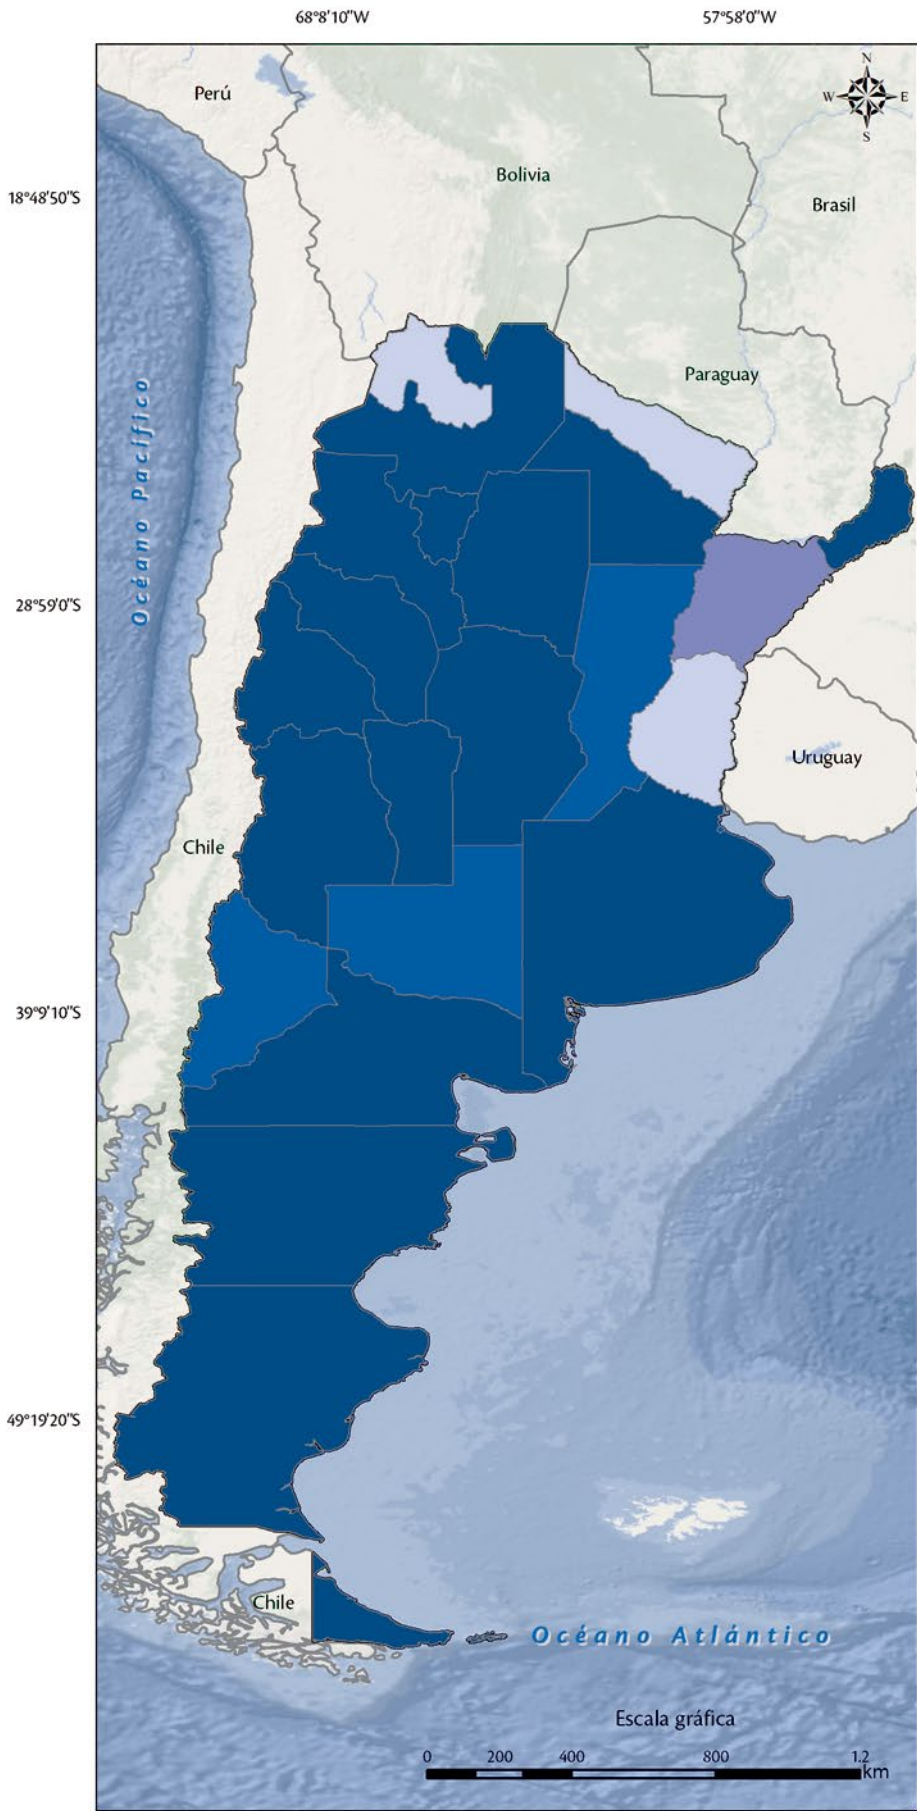 68°8'10"W
57°58'0"W
N
W E
S
Perú
Bolivia
18°48'50"S
Brasil
Paraguay
Océano Pacífico
28°59'0"S
Uruguay
Chile
39°9'10"S
49°19'20"S
Chile
Océano Atlántico
Escala gráfica
0 200 400 800 1.2
km